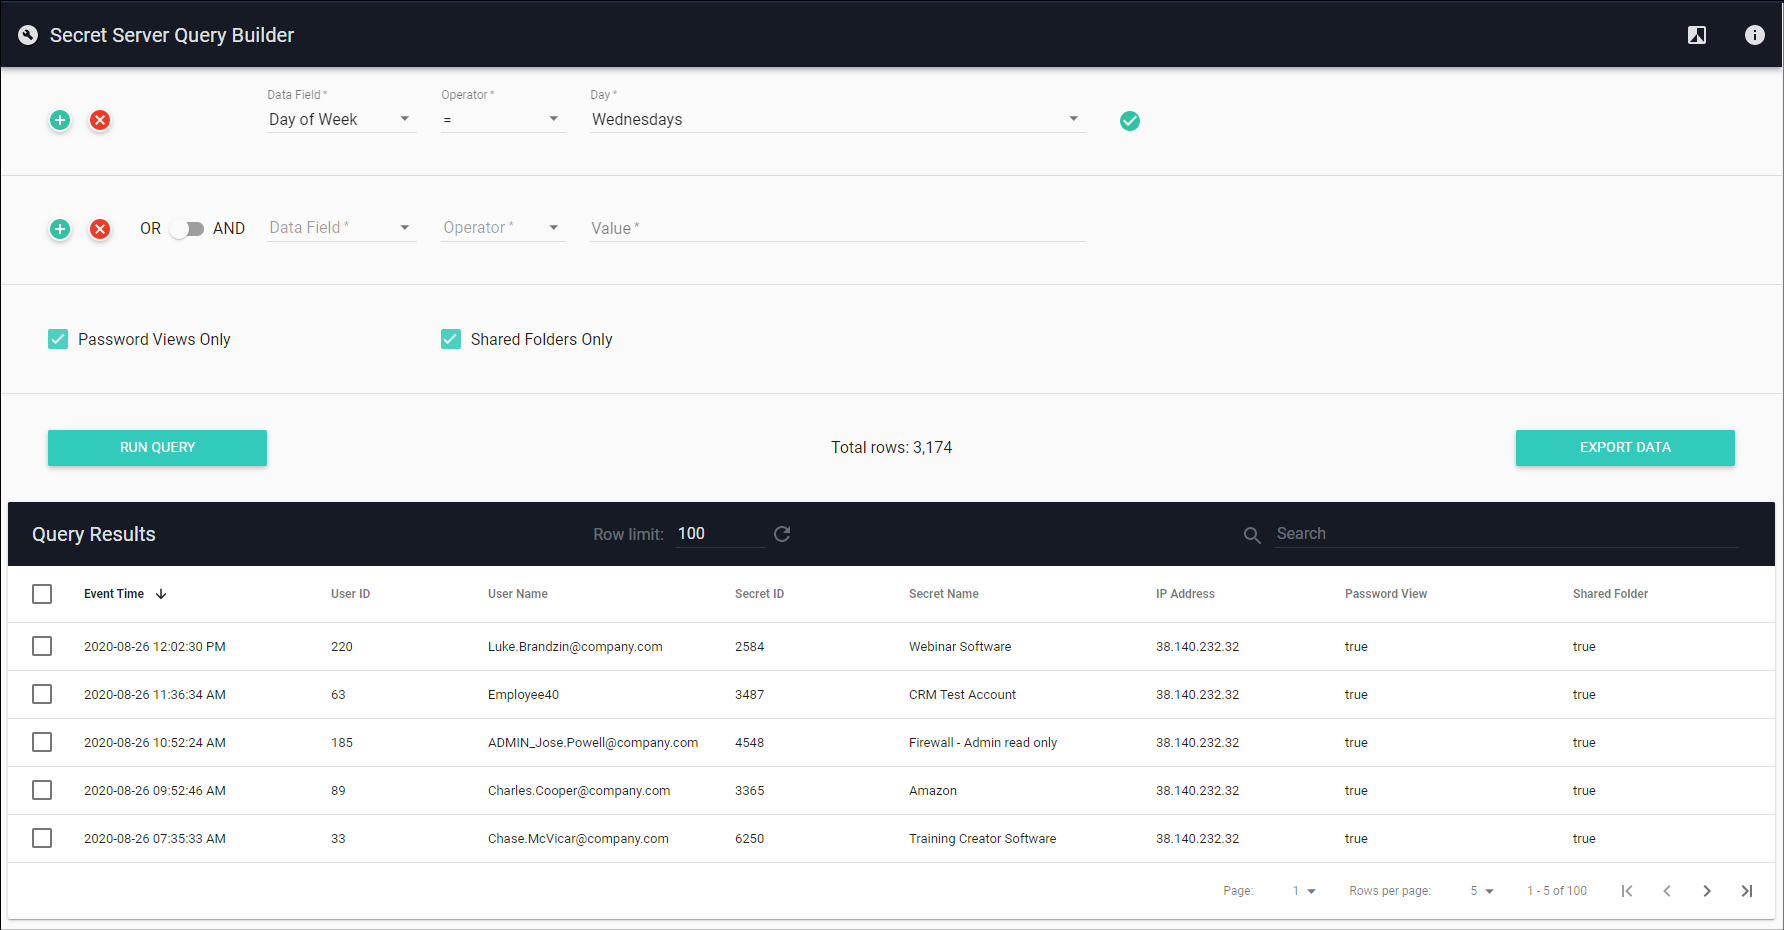 Secret Server Query Builder
Data Field * Operator * Day *
Day of Week = Wednesdays
OR AND Data Field * Operator * Value *
Password Views Only Shared Folders Only
RUN QUERY Total rows: 3,174 EXPORT DATA
Query Results Row limit: 100 Search
Event Time User ID User Name Secret ID Secret Name IP Address Password View Shared Folder
2020-08-26 12:02:30 PM 220 Luke.Brandzin@company.com 2584 Webinar Software 38.140.232.32 true true
2020-08-26 11:36:34 AM 63 Employee40 3487 CRM Test Account 38.140.232.32 true true
2020-08-26 10:52:24 AM 185 ADMIN_Jose.Powell@company.com 4548 Firewall - Admin read only 38.140.232.32 true true
2020-08-26 09:52:46 AM 89 Charles.Cooper@company.com 3365 Amazon 38.140.232.32 true true
2020-08-26 07:35:33 AM 33 Chase.McVicar@company.com 6250 Training Creator Software 38.140.232.32 true true
Page: 1 Rows per page: 5 1 - 5 of 100